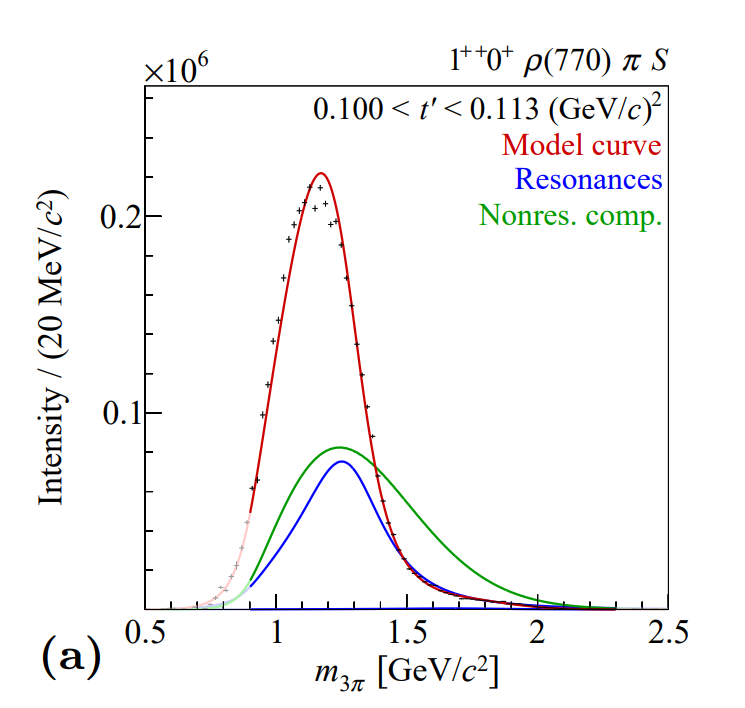 ×10⁶
1⁺⁺0⁺ ρ(770) π S
0.100 < t′ < 0.113 (GeV/c)²
Model curve
Resonances
Nonres. comp.
Intensity / (20 MeV/c²)
0.2
0.1
0.5 1 1.5 2 2.5
m₃π [GeV/c²]
(a)